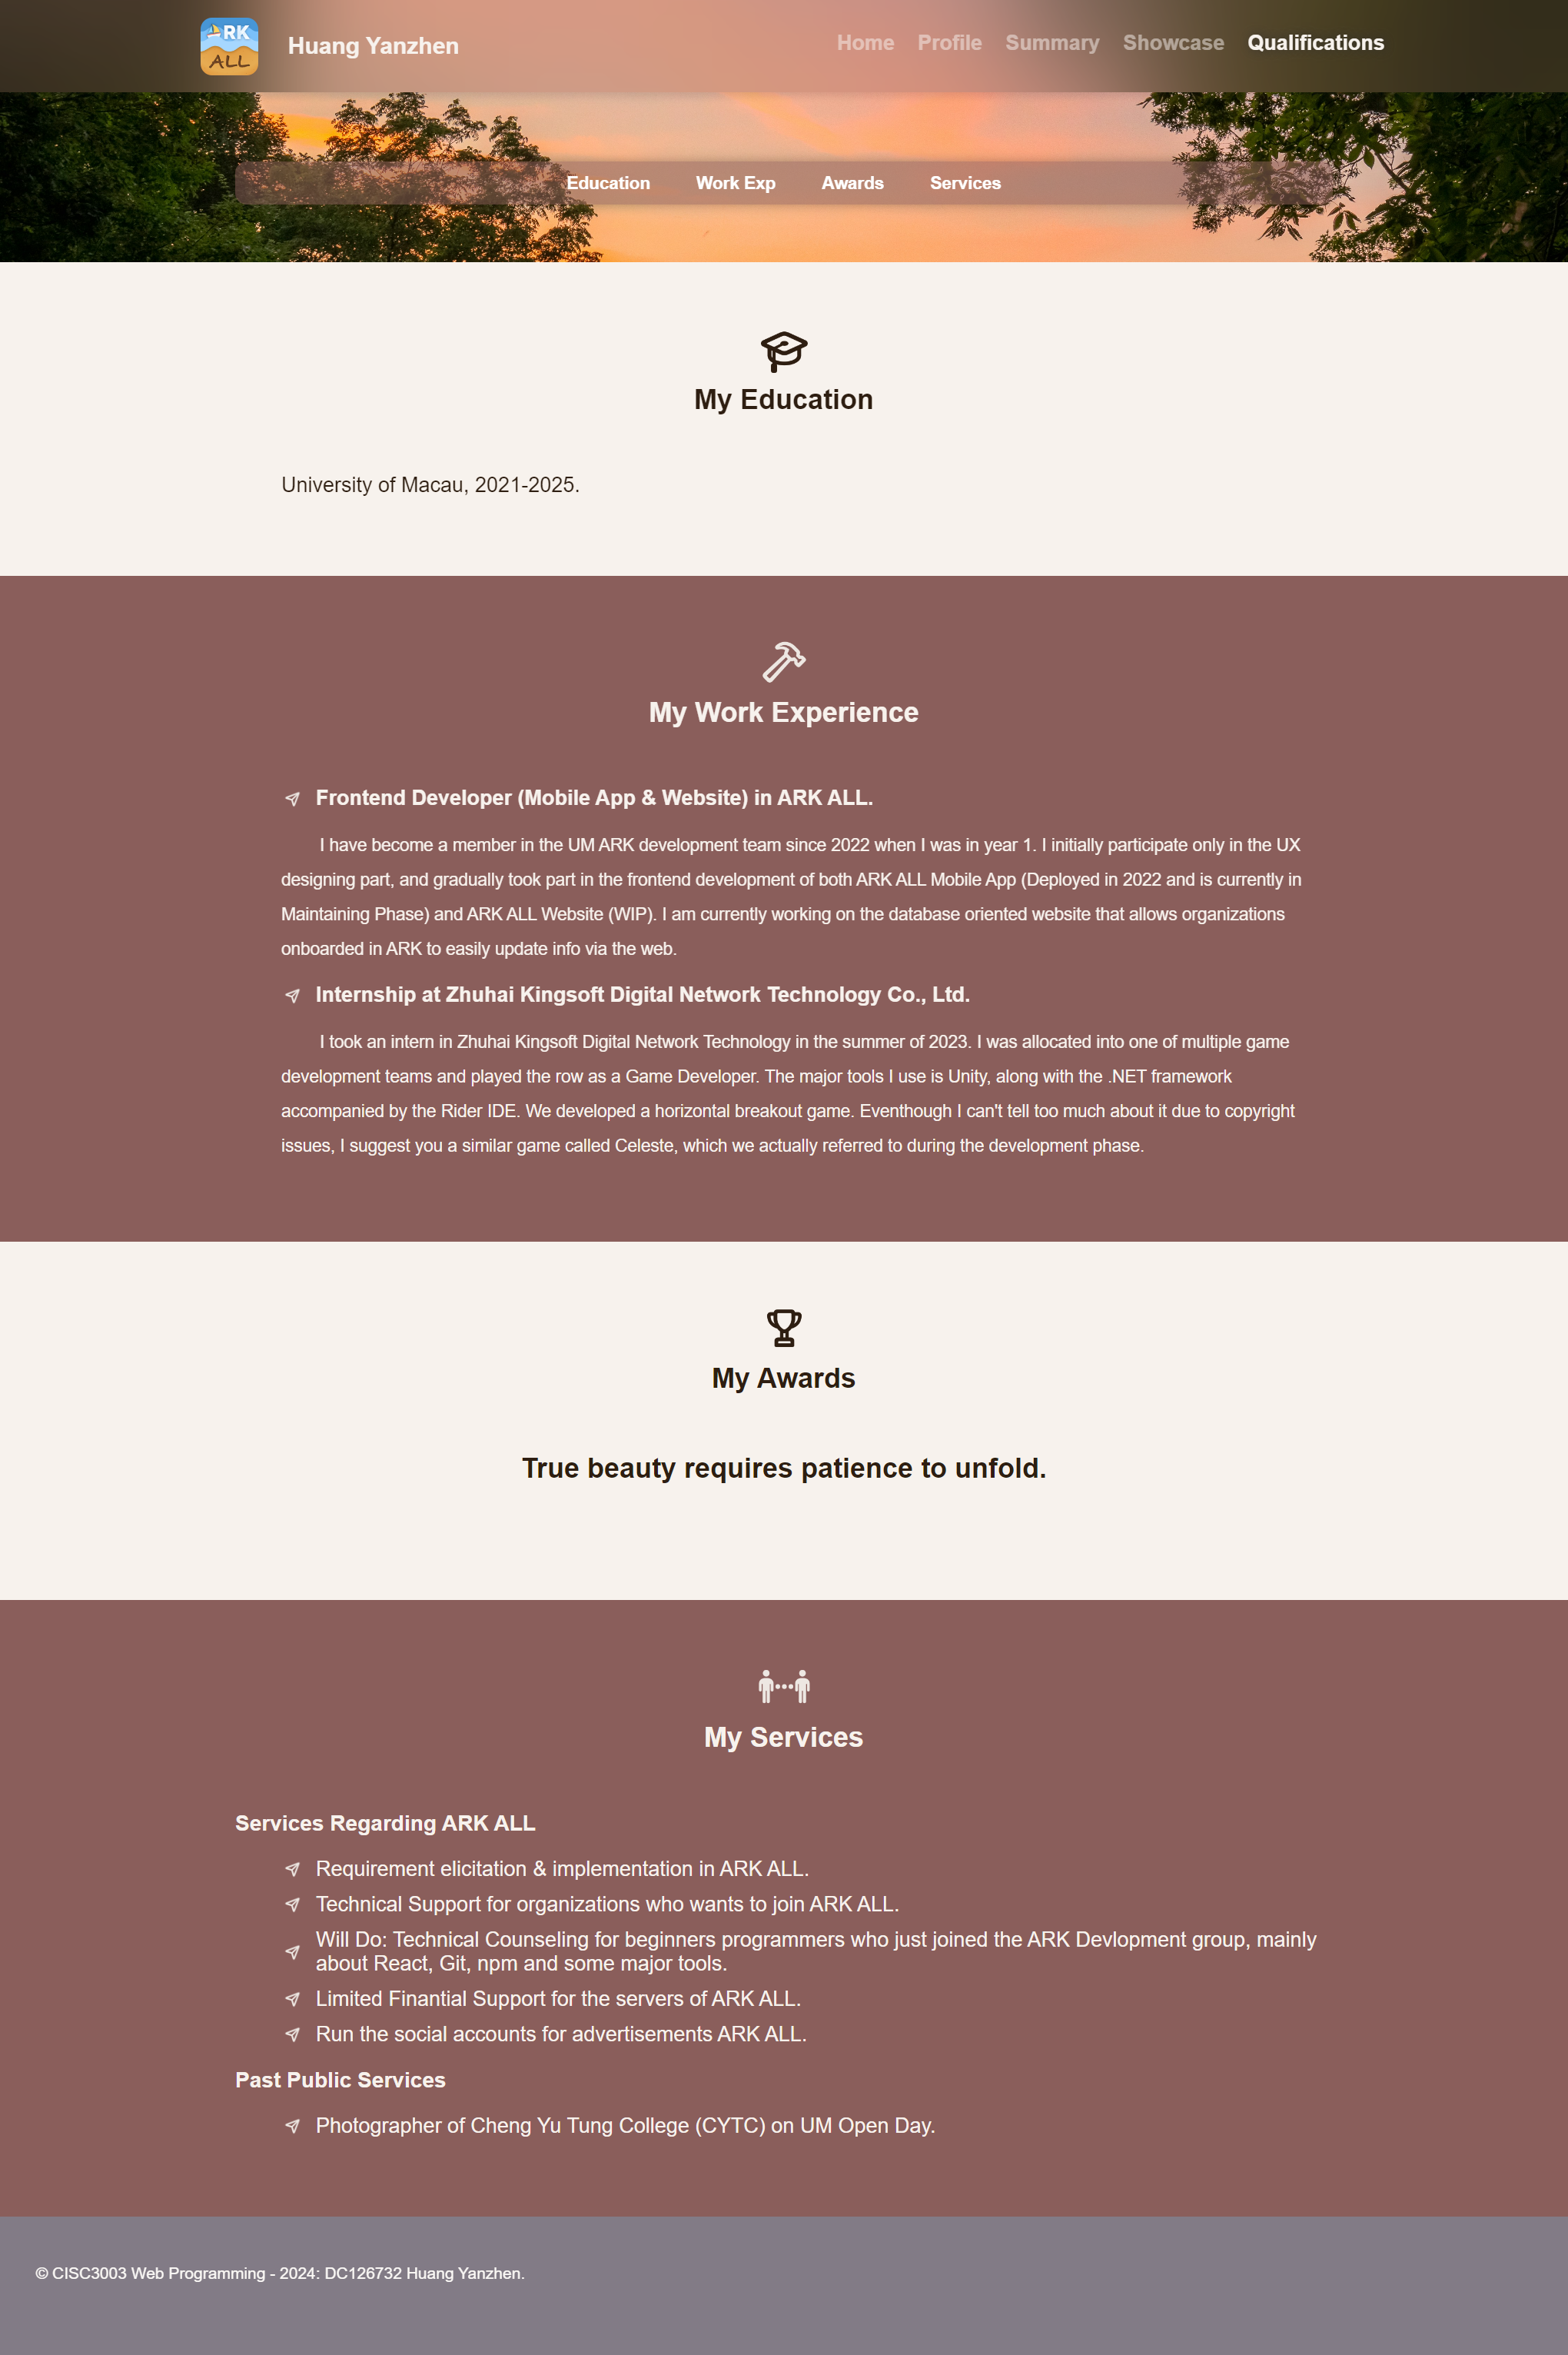 ARK
ALL
Huang Yanzhen
Home Profile Summary Showcase Qualifications
Education Work Exp Awards Services
My Education
University of Macau, 2021-2025.
My Work Experience
Frontend Developer (Mobile App & Website) in ARK ALL.
I have become a member in the UM ARK development team since 2022 when I was in year 1. I initially participate only in the UX
designing part, and gradually took part in the frontend development of both ARK ALL Mobile App (Deployed in 2022 and is currently in
Maintaining Phase) and ARK ALL Website (WIP). I am currently working on the database oriented website that allows organizations
onboarded in ARK to easily update info via the web.
Internship at Zhuhai Kingsoft Digital Network Technology Co., Ltd.
I took an intern in Zhuhai Kingsoft Digital Network Technology in the summer of 2023. I was allocated into one of multiple game
development teams and played the row as a Game Developer. The major tools I use is Unity, along with the .NET framework
accompanied by the Rider IDE. We developed a horizontal breakout game. Eventhough I can't tell too much about it due to copyright
issues, I suggest you a similar game called Celeste, which we actually referred to during the development phase.
My Awards
True beauty requires patience to unfold.
My Services
Services Regarding ARK ALL
Requirement elicitation & implementation in ARK ALL.
Technical Support for organizations who wants to join ARK ALL.
Will Do: Technical Counseling for beginners programmers who just joined the ARK Devlopment group, mainly
about React, Git, npm and some major tools.
Limited Finantial Support for the servers of ARK ALL.
Run the social accounts for advertisements ARK ALL.
Past Public Services
Photographer of Cheng Yu Tung College (CYTC) on UM Open Day.
© CISC3003 Web Programming - 2024: DC126732 Huang Yanzhen.